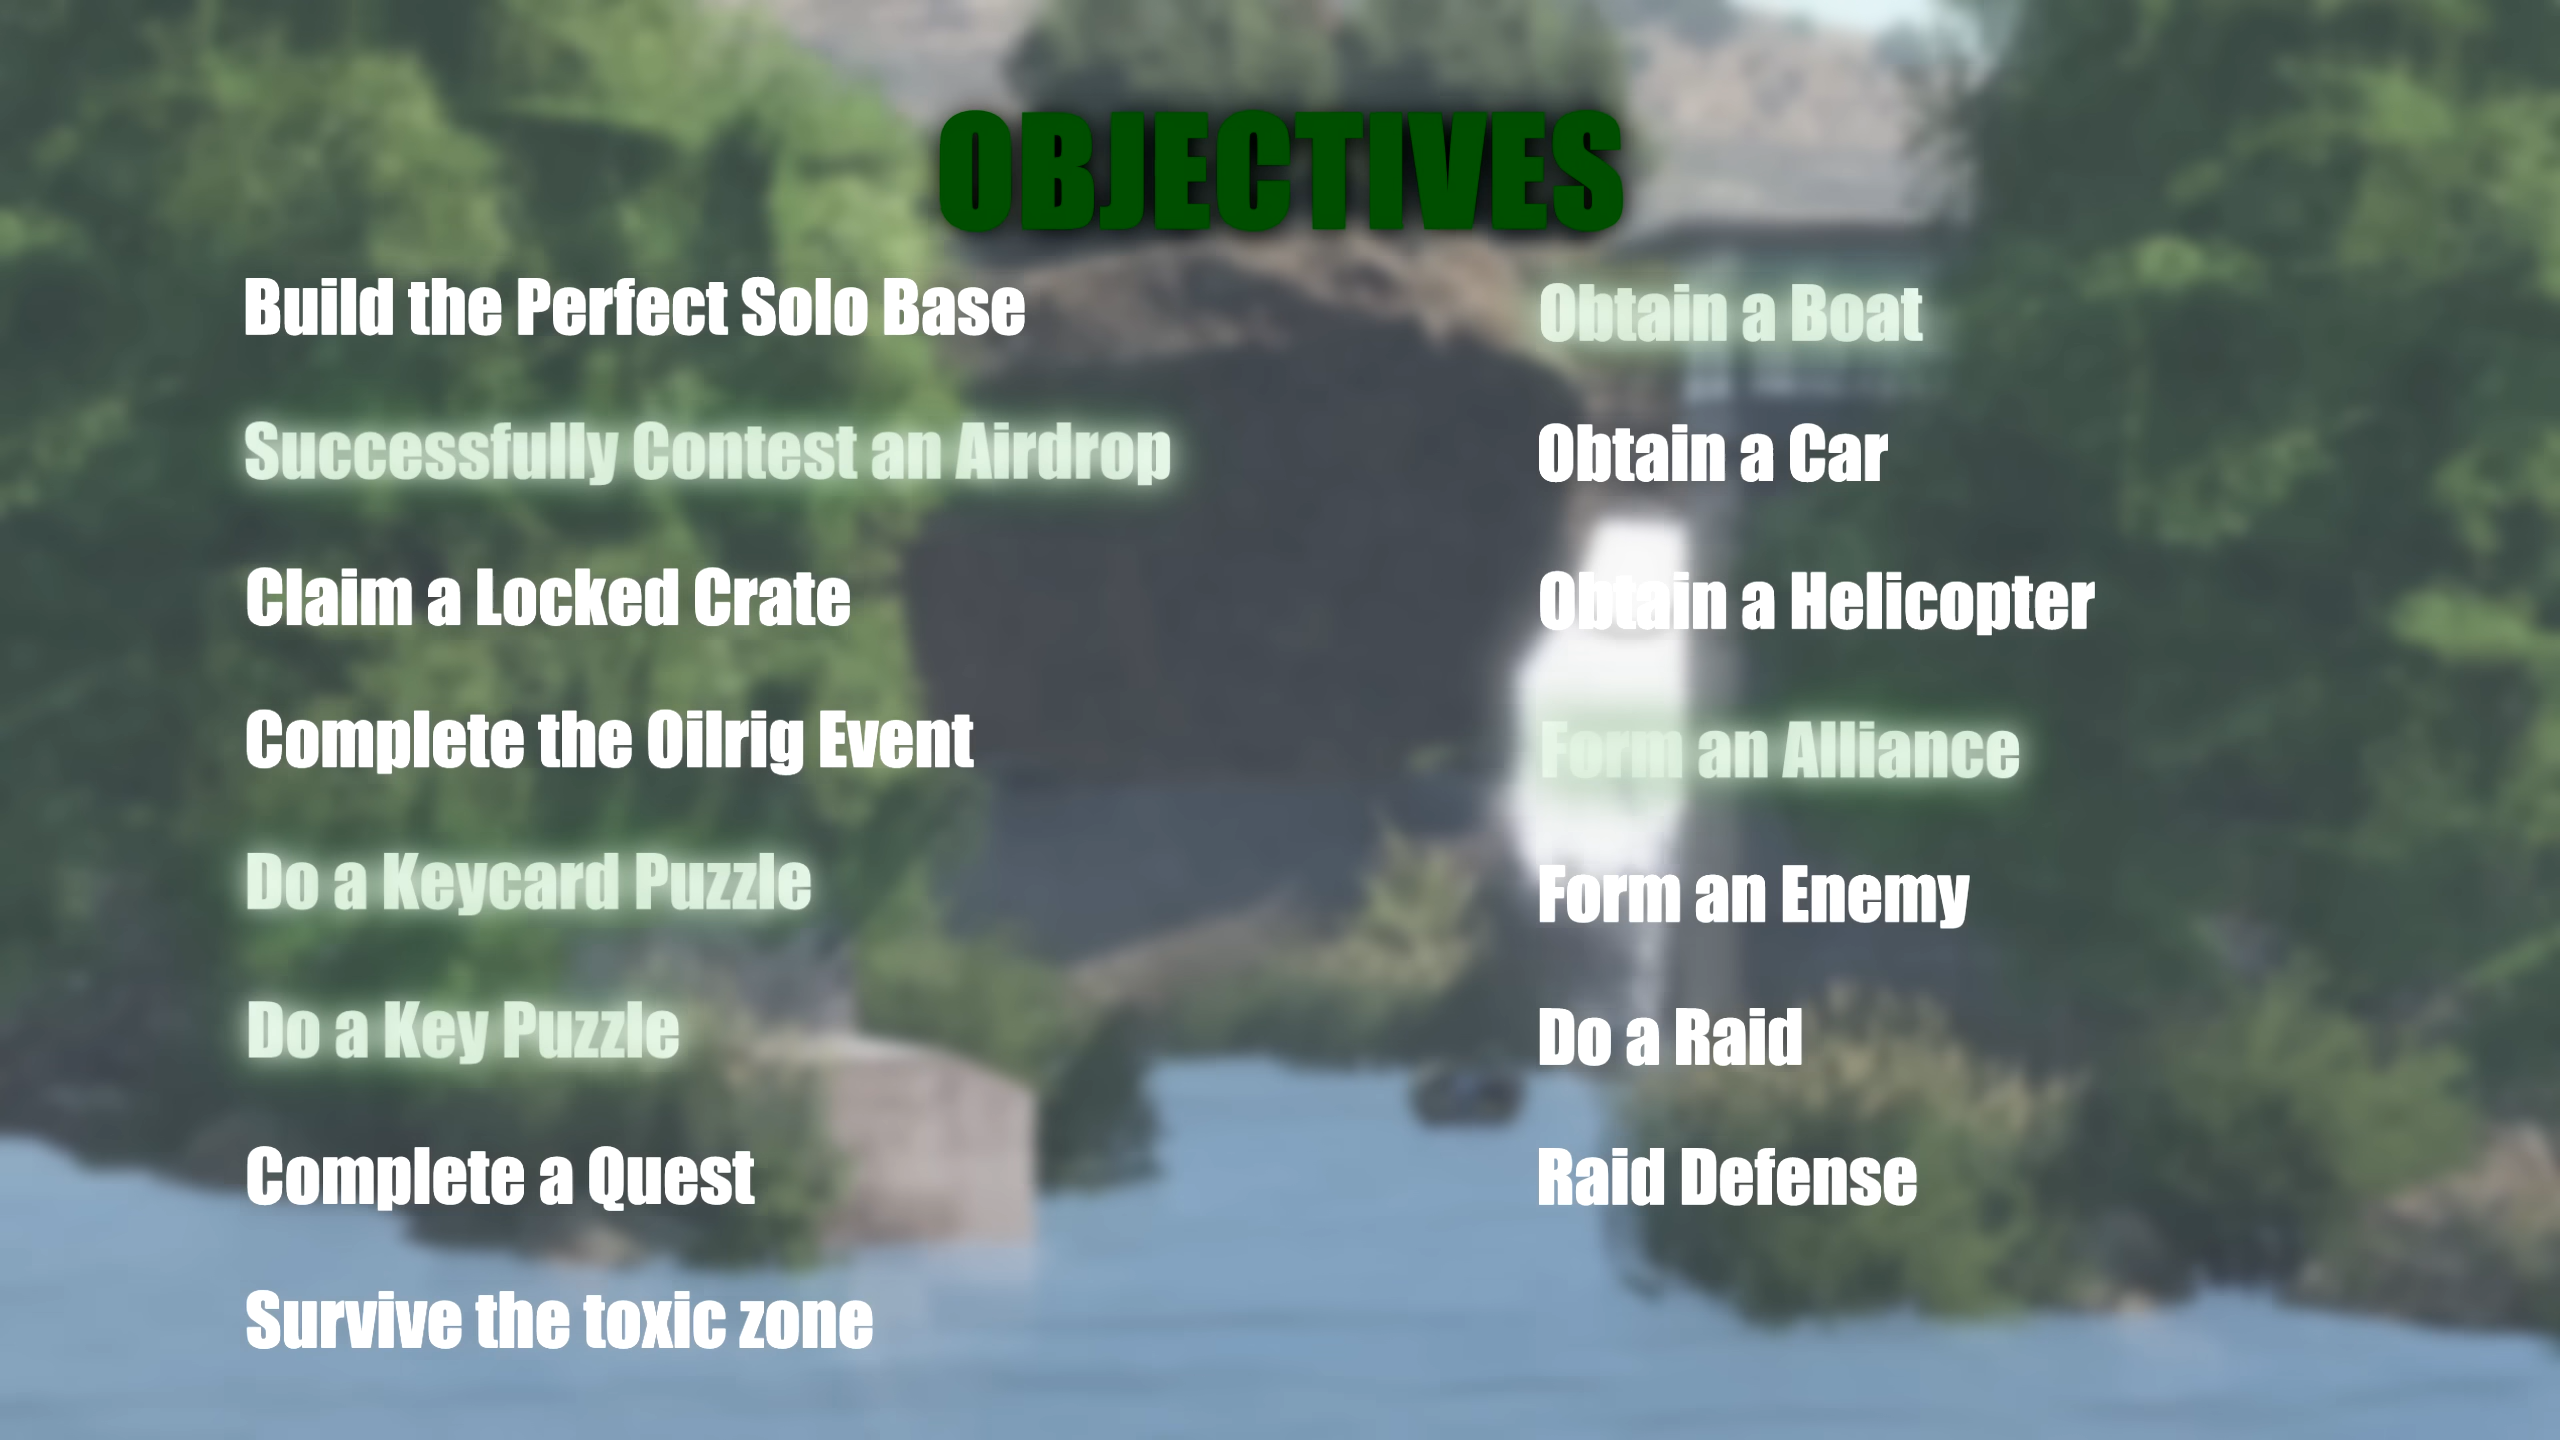 OBJECTIVES
Build the Perfect Solo Base
Successfully Contest an Airdrop
Claim a Locked Crate
Complete the Oilrig Event
Do a Keycard Puzzle
Do a Key Puzzle
Complete a Quest
Survive the toxic zone
Obtain a Boat
Obtain a Car
Obtain a Helicopter
Form an Alliance
Form an Enemy
Do a Raid
Raid Defense